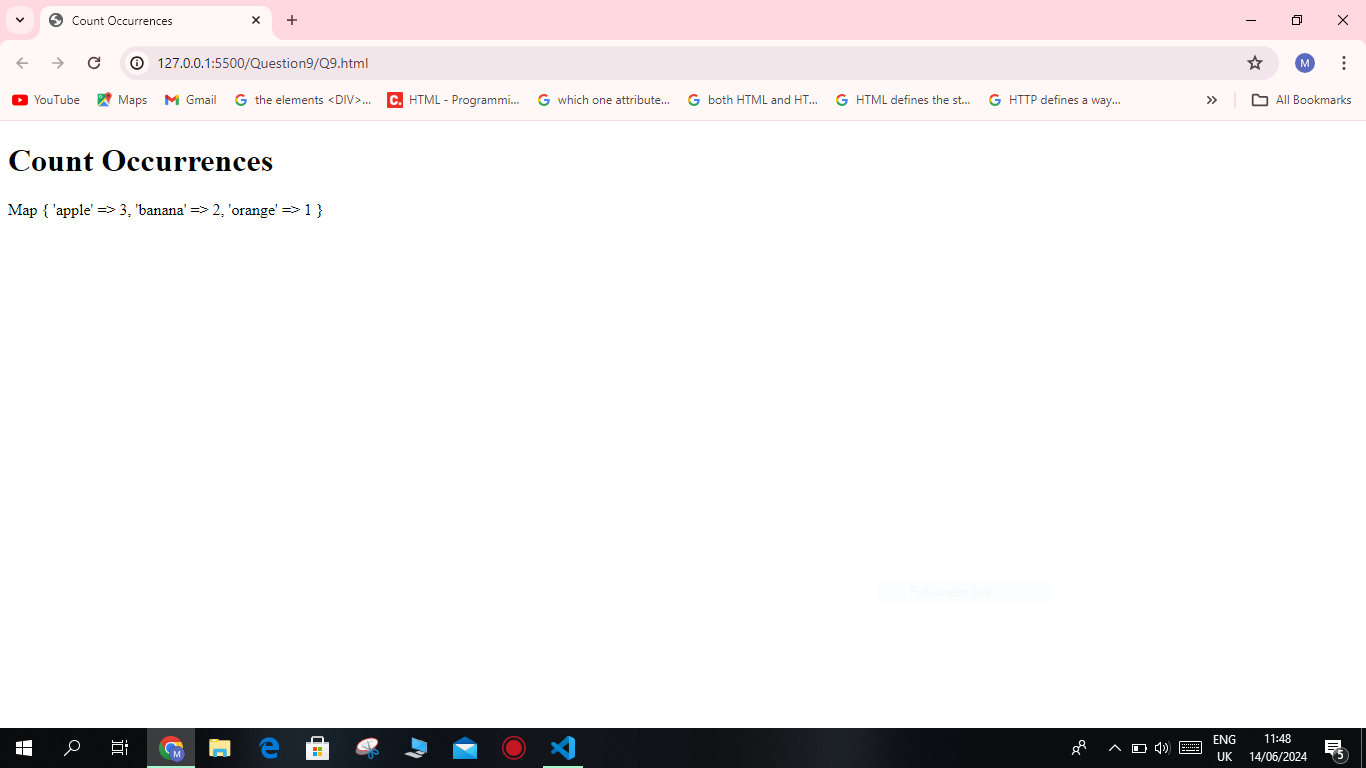 Count Occurrences
127.0.0.1:5500/Question9/Q9.html
M
YouTube
Maps
Gmail
the elements <DIV>...
C.
HTML - Programmi...
which one attribute...
both HTML and HT...
HTML defines the st...
HTTP defines a way...
All Bookmarks
Count Occurrences
Map { 'apple' => 3, 'banana' => 2, 'orange' => 1 }
Full-screen Snip
M
ENG
UK
11:48
14/06/2024
5